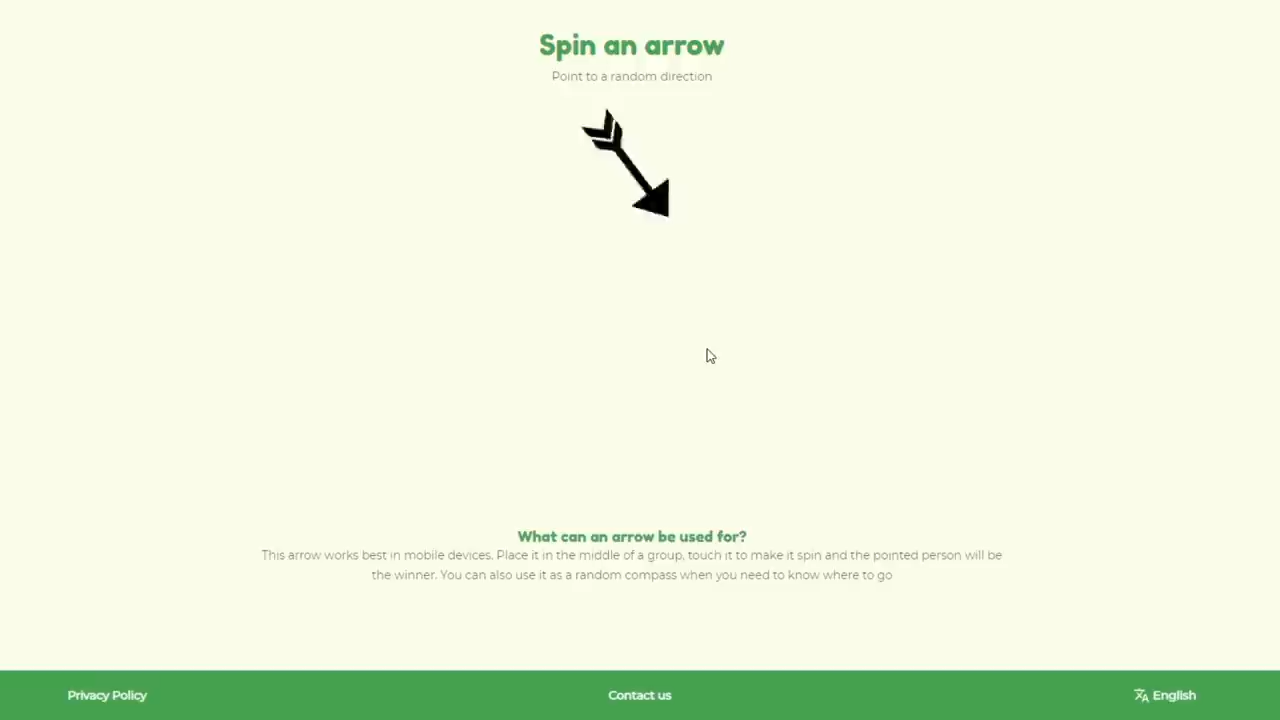 Spin an arrow
Point to a random direction
What can an arrow be used for?
This arrow works best in mobile devices. Place it in the middle of a group, touch it to make it spin and the pointed person will be
the winner. You can also use it as a random compass when you need to know where to go
Privacy Policy
Contact us
English